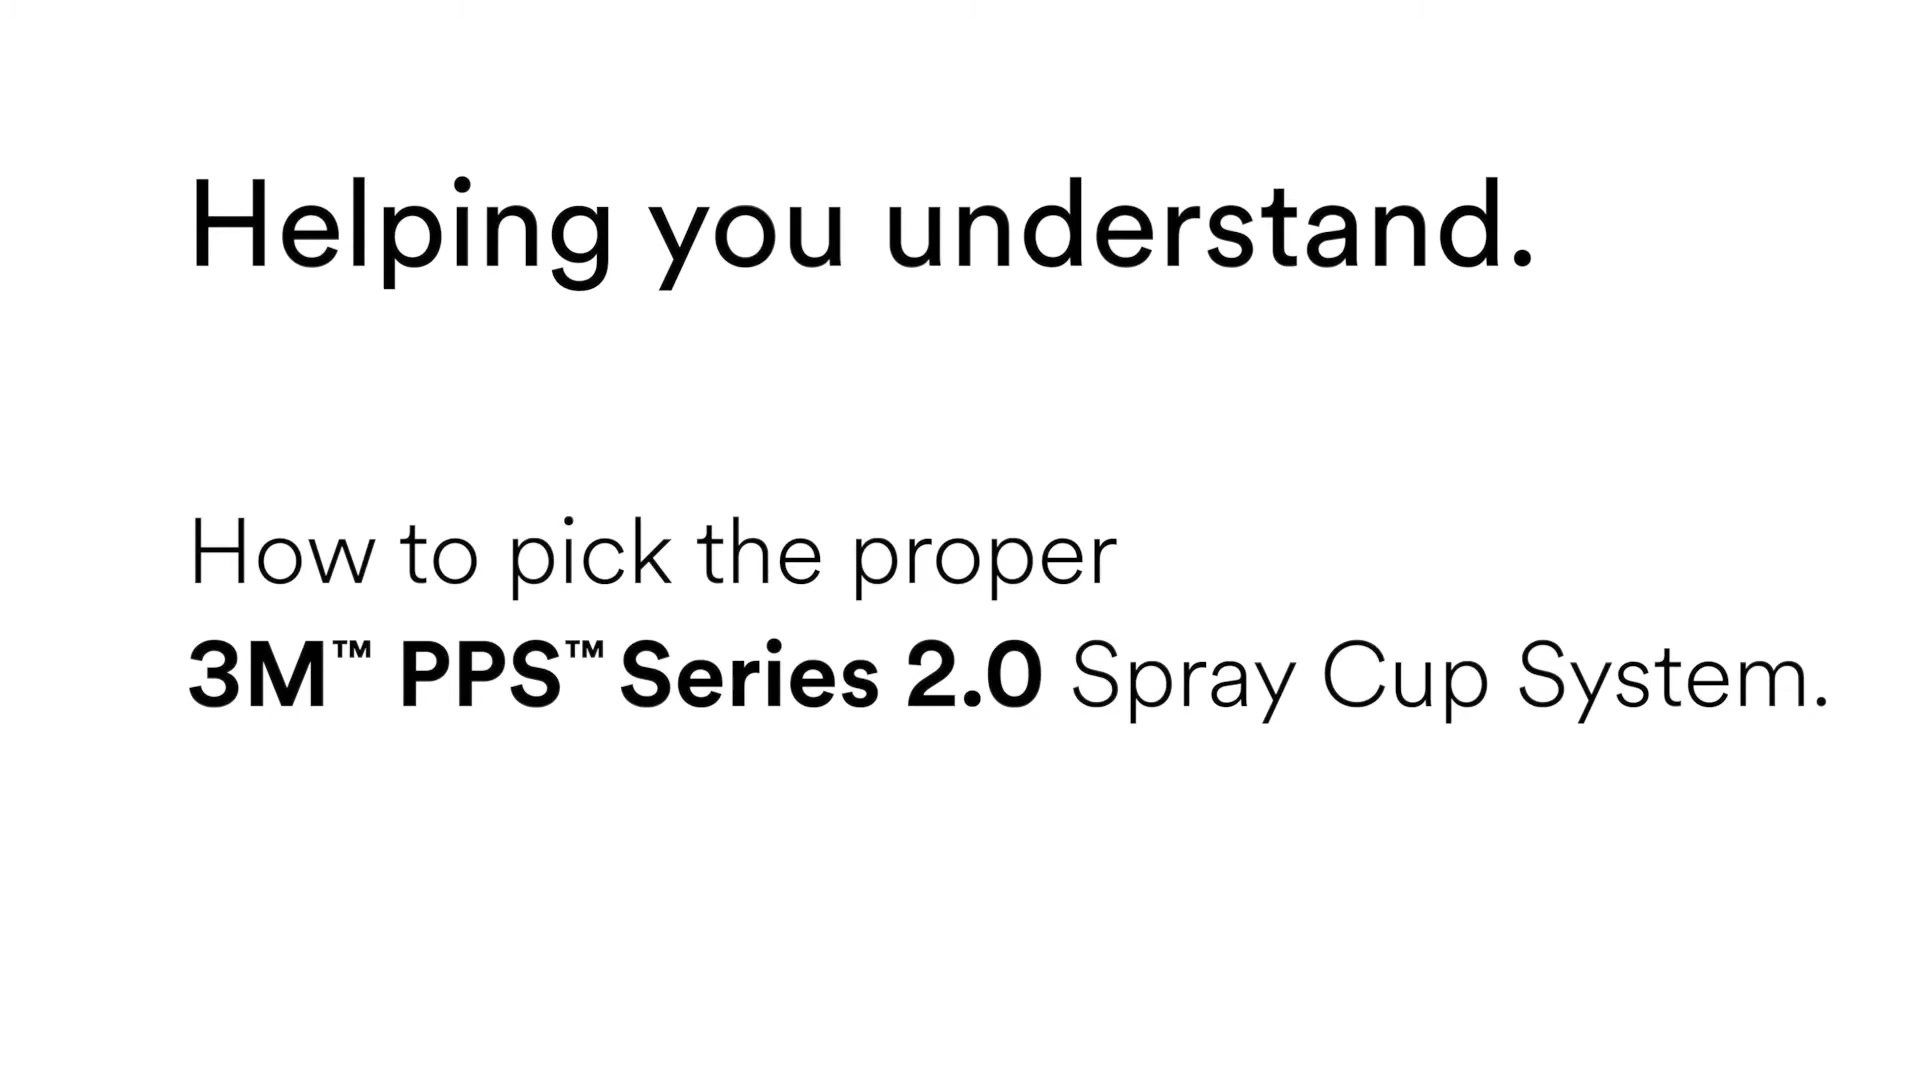 Helping you understand.
How to pick the proper
3M™ PPS™ Series 2.0 Spray Cup System.